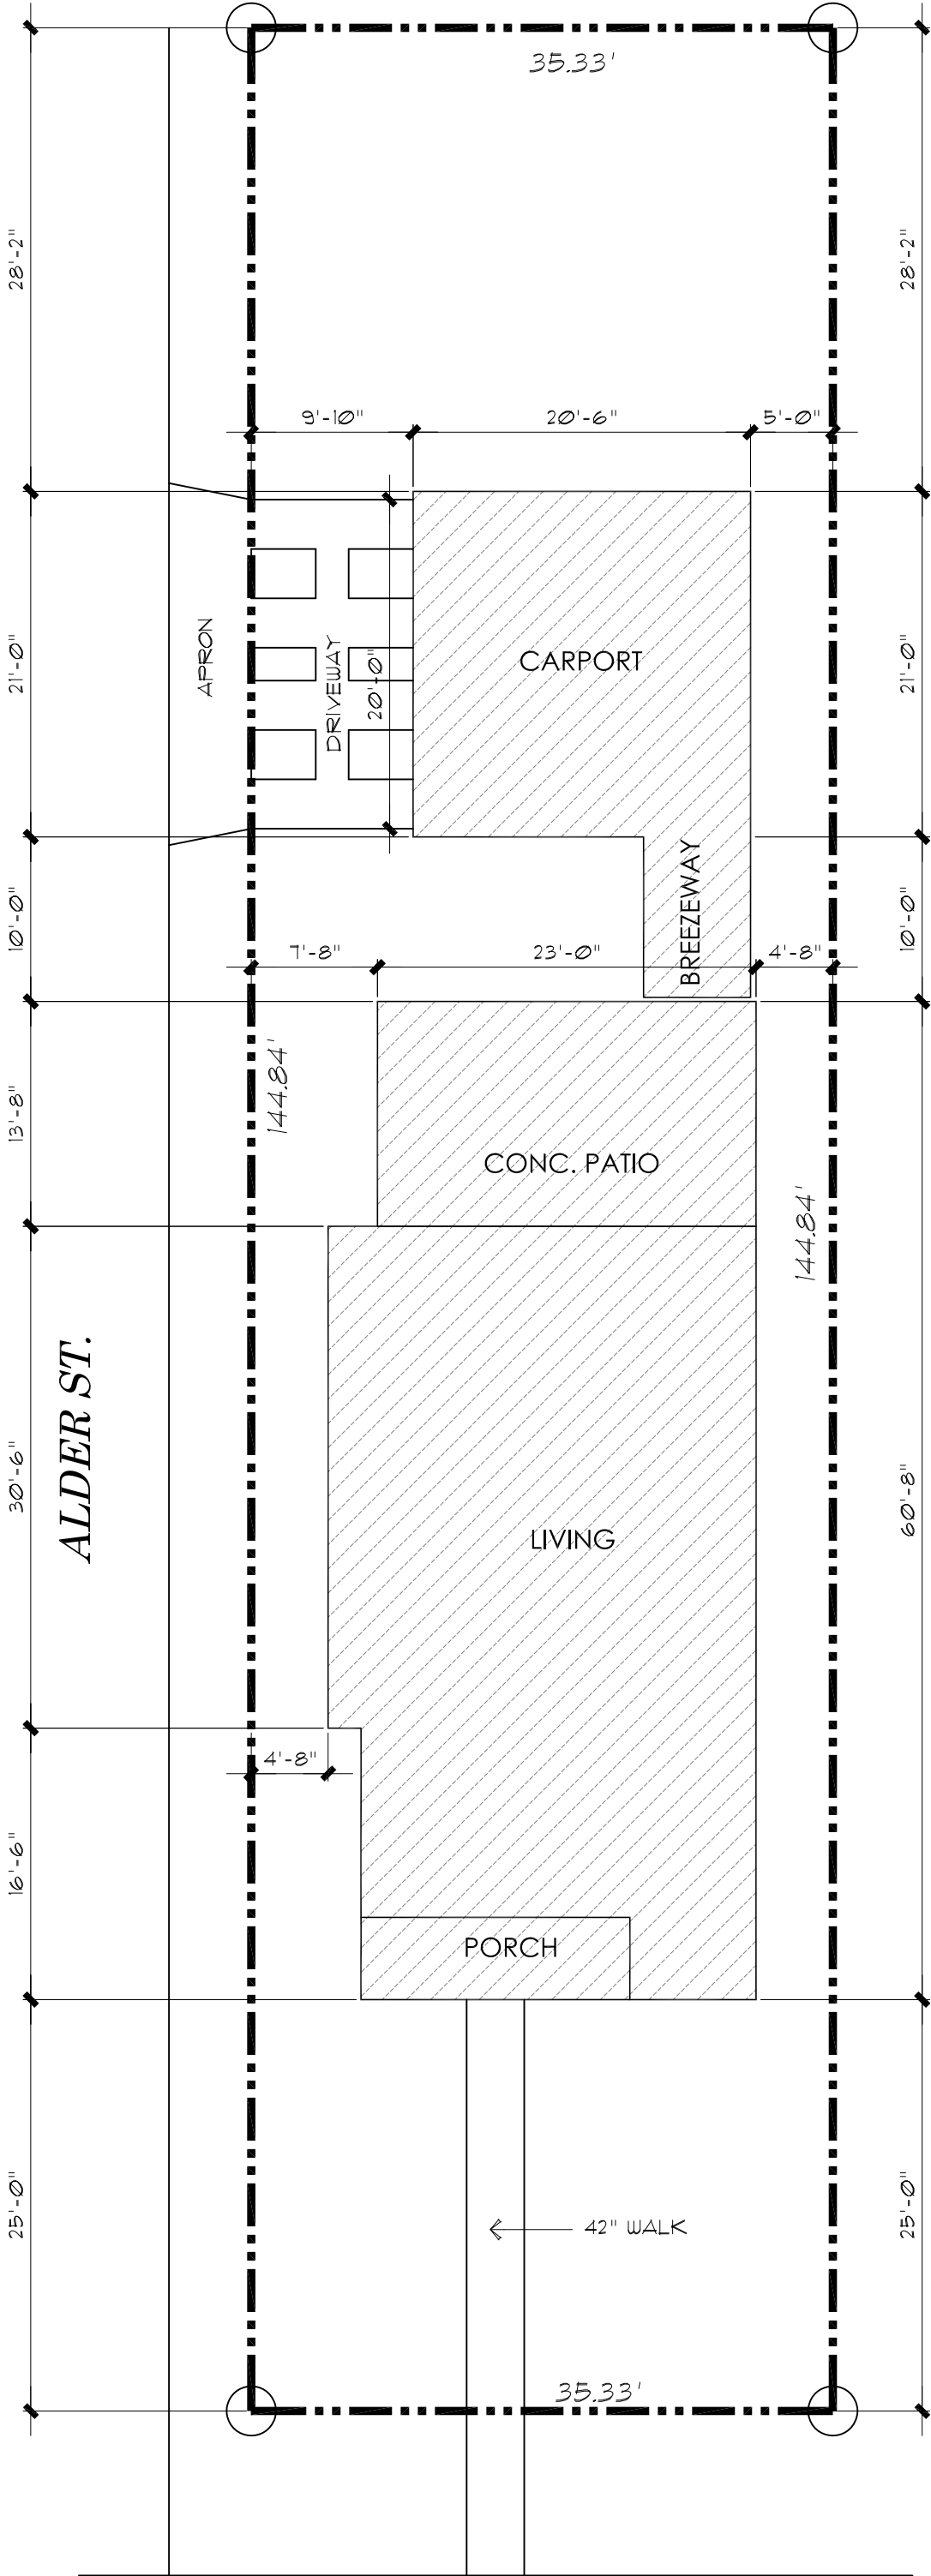 35.33'
28'-2"
28'-2"
9'-10"
20'-6"
5'-0"
21'-0"
APRON
DRIVEWAY
20'-0"
CARPORT
21'-0"
10'-0"
BREEZEWAY
10'-0"
7'-8"
23'-0"
4'-8"
13'-8"
144.84'
CONC. PATIO
144.84'
ALDER ST.
30'-6"
LIVING
60'-8"
4'-8"
16'-6"
PORCH
25'-0"
42" WALK
25'-0"
35.33'